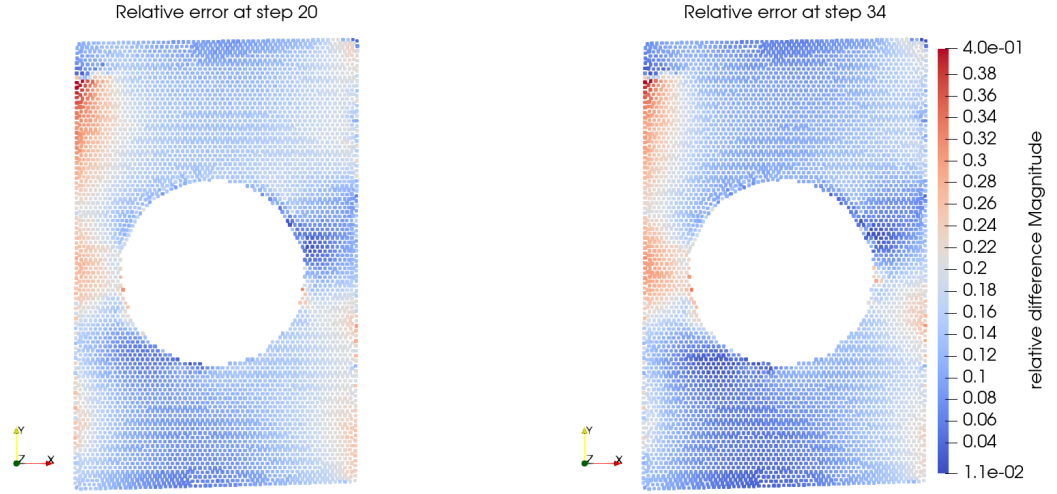 Relative error at step 20
Relative error at step 34
4.0e-01
0.38
0.36
0.34
0.32
0.3
0.28
0.26
0.24
0.22
0.2
0.18
0.16
0.14
0.12
0.1
0.08
0.06
0.04
1.1e-02
relative difference Magnitude
Y
Z
X
Y
Z
X